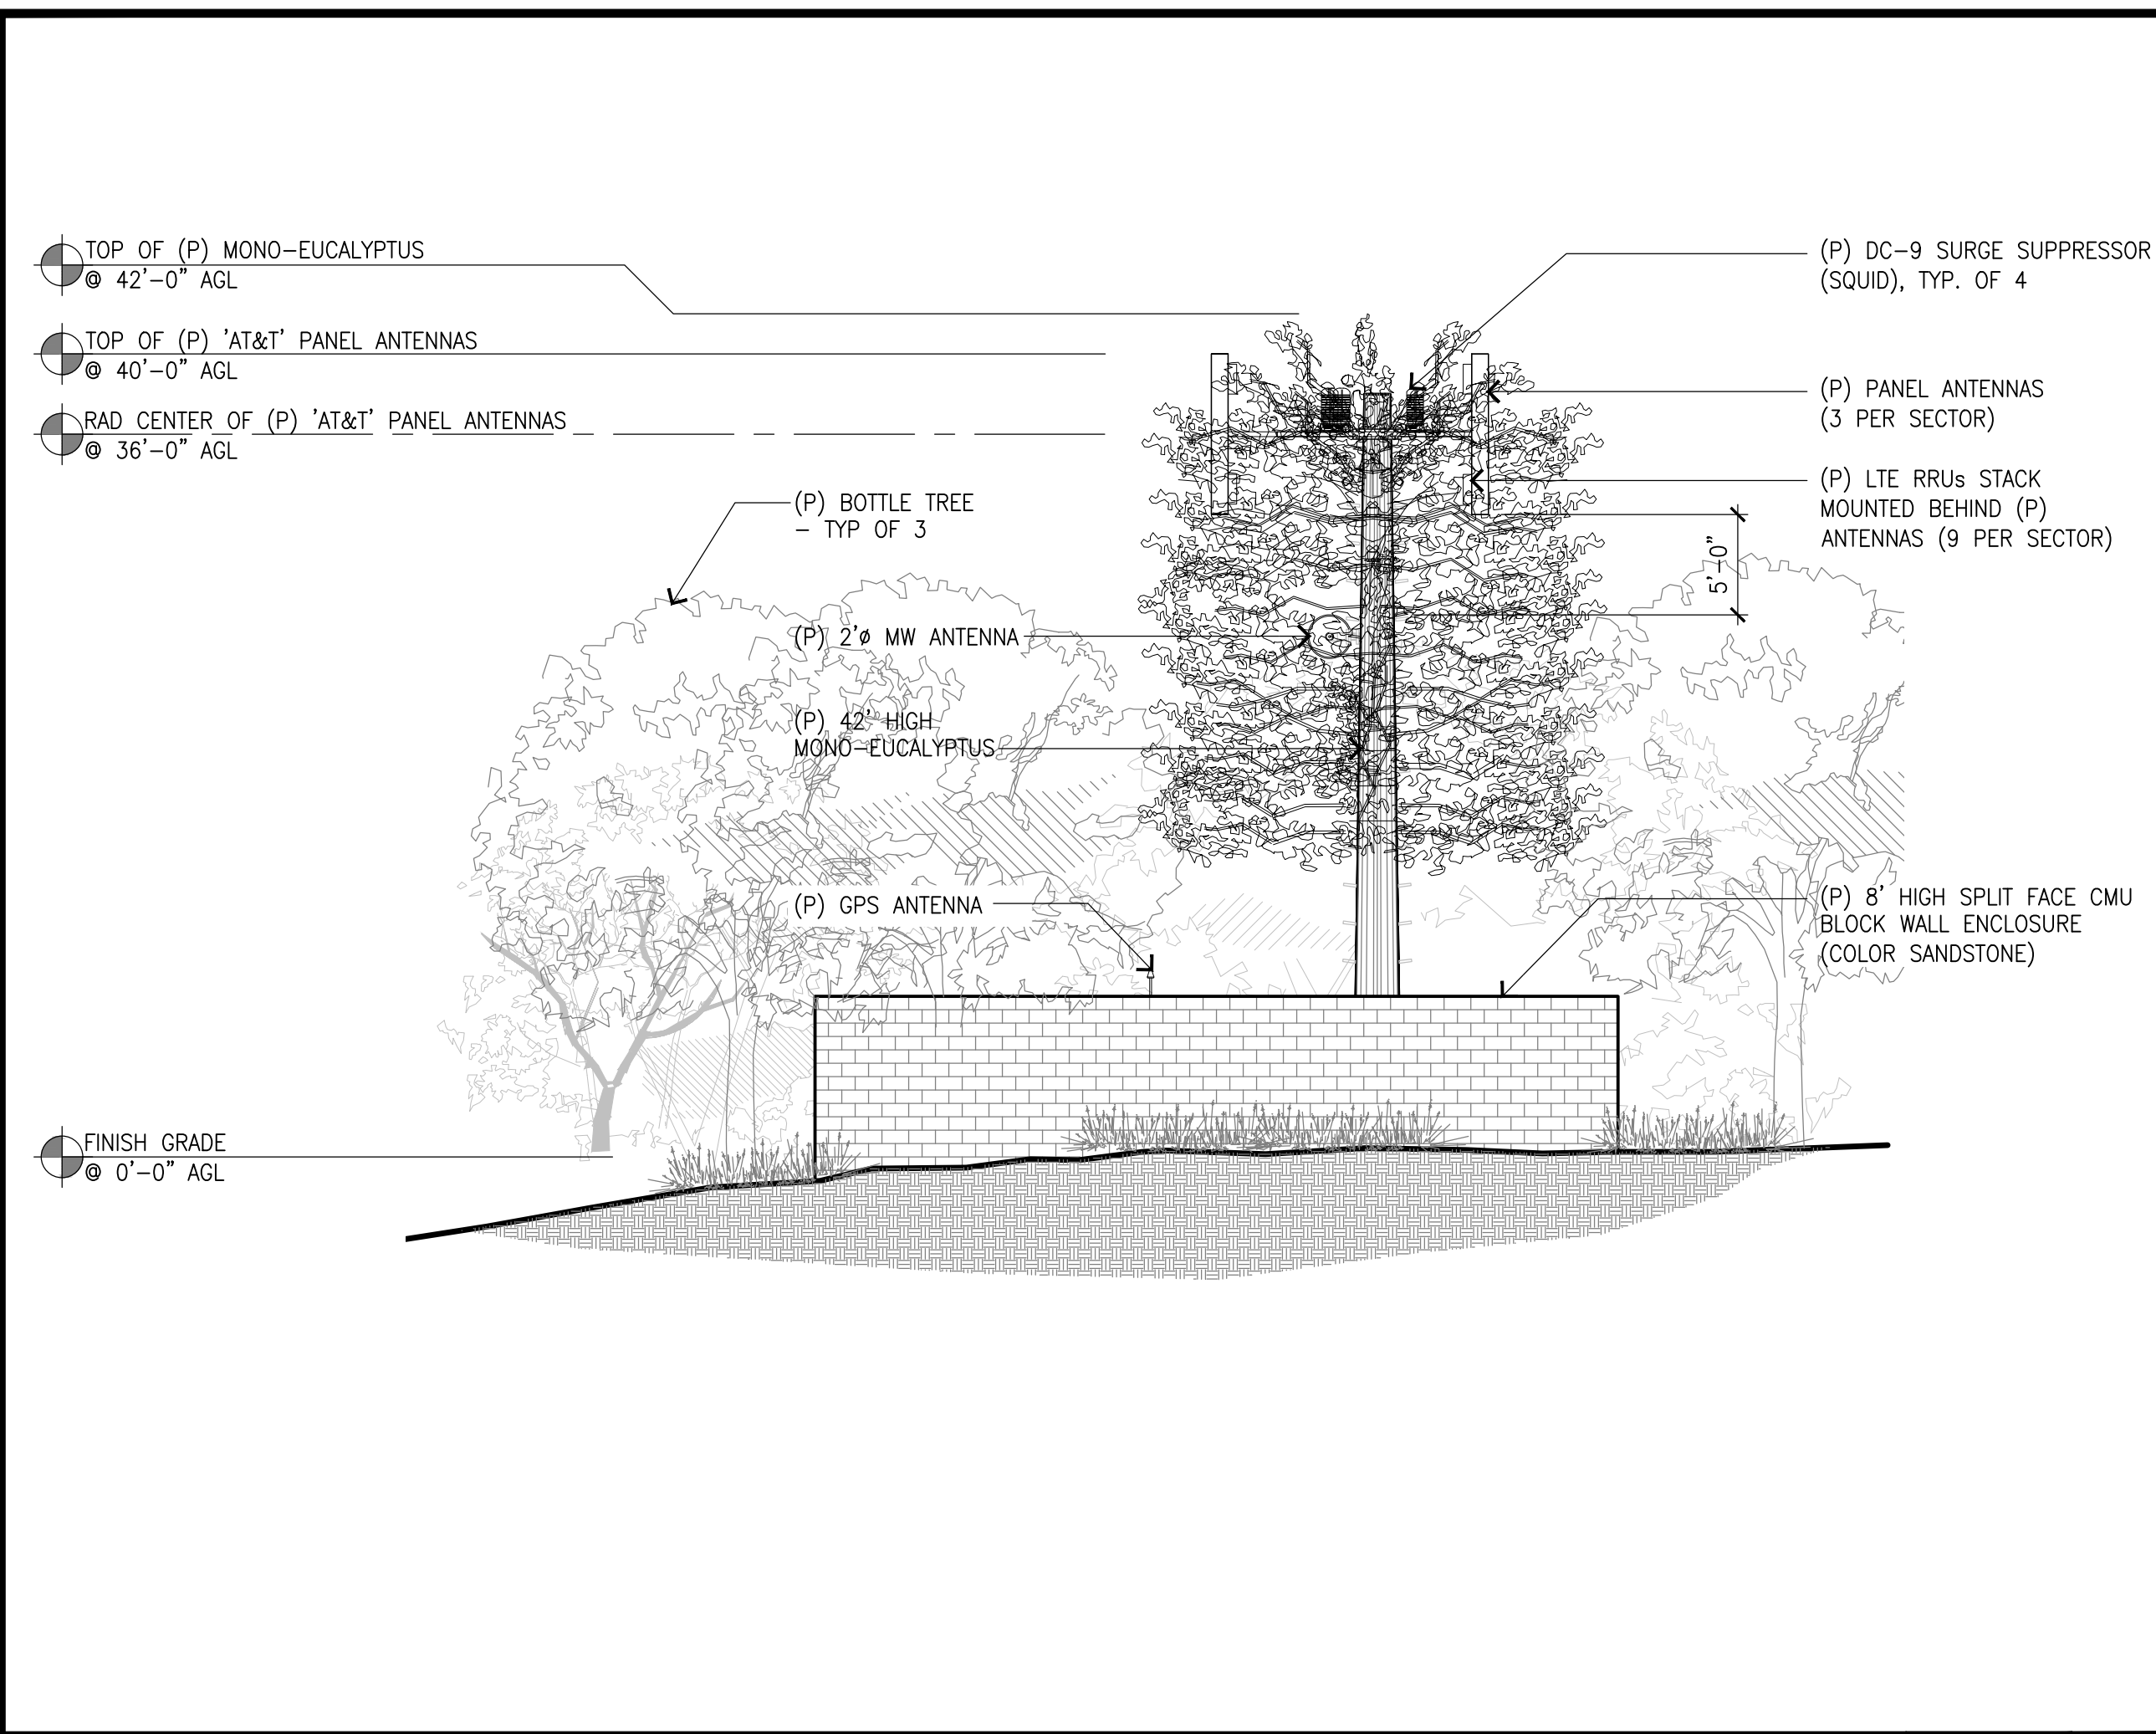 TOP OF (P) MONO-EUCALYPTUS
@ 42'-0" AGL
TOP OF (P) 'AT&T' PANEL ANTENNAS
@ 40'-0" AGL
RAD CENTER OF (P) 'AT&T' PANEL ANTENNAS
@ 36'-0" AGL
(P) BOTTLE TREE
- TYP OF 3
(P) 2'ø MW ANTENNA
(P) 42' HIGH
MONO-EUCALYPTUS
(P) GPS ANTENNA
FINISH GRADE
@ 0'-0" AGL
(P) DC-9 SURGE SUPPRESSOR
(SQUID), TYP. OF 4
(P) PANEL ANTENNAS
(3 PER SECTOR)
(P) LTE RRUs STACK
MOUNTED BEHIND (P)
ANTENNAS (9 PER SECTOR)
5'-0"
(P) 8' HIGH SPLIT FACE CMU
BLOCK WALL ENCLOSURE
(COLOR SANDSTONE)